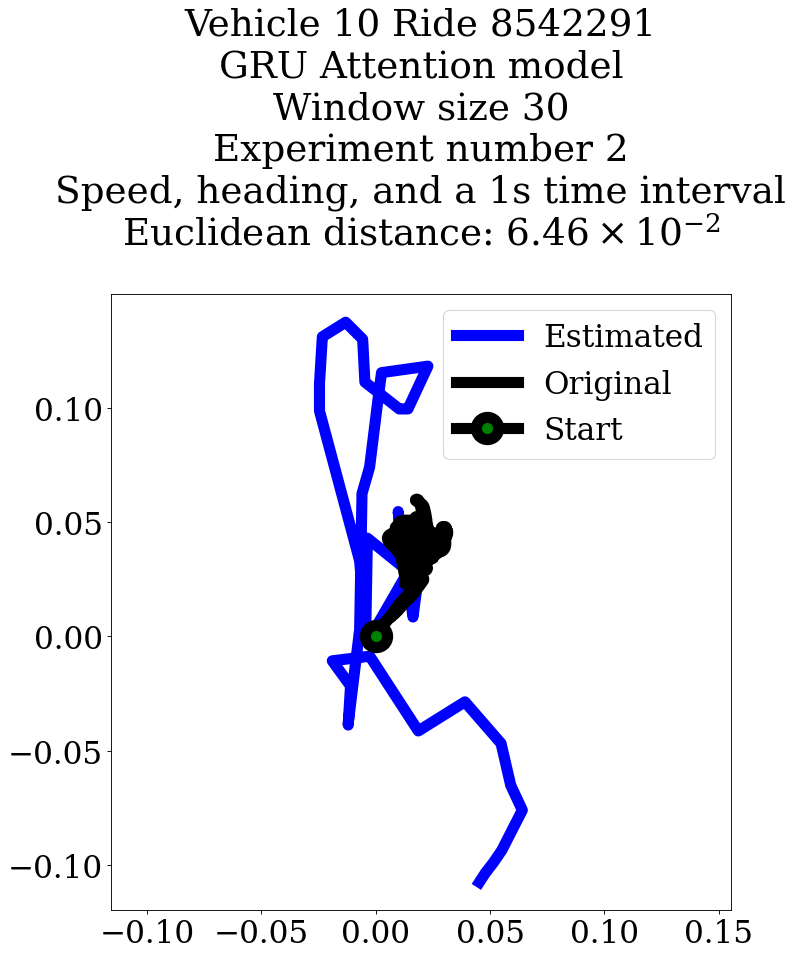 Vehicle 10 Ride 8542291
GRU Attention model
Window size 30
Experiment number 2
Speed, heading, and a 1s time interval
Euclidean distance: 6.46 × 10⁻²
Estimated
Original
Start
0.10
0.05
0.00
−0.05
−0.10
−0.10 −0.05 0.00 0.05 0.10 0.15